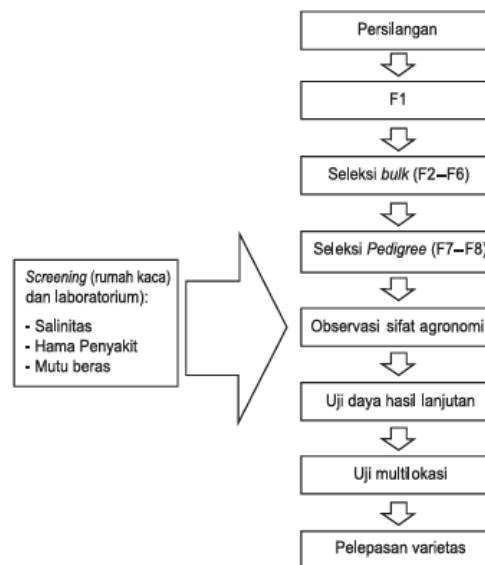 Persilangan
F1
Seleksi bulk (F2–F6)
Seleksi Pedigree (F7–F8)
Screening (rumah kaca)
dan laboratorium):
- Salinitas
- Hama Penyakit
- Mutu beras
Observasi sifat agronomi
Uji daya hasil lanjutan
Uji multilokasi
Pelepasan varietas